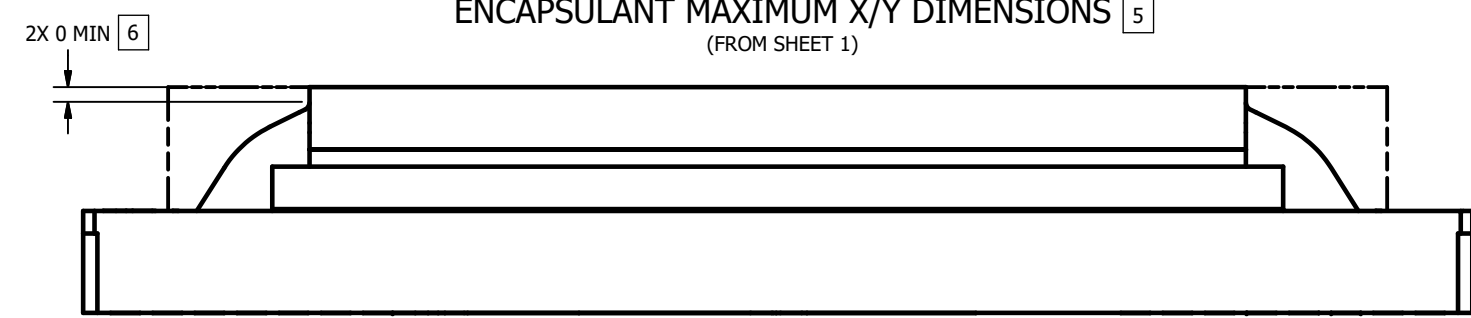 ENCAPSULANT MAXIMUM X/Y DIMENSIONS 5
(FROM SHEET 1)
2X 0 MIN 6